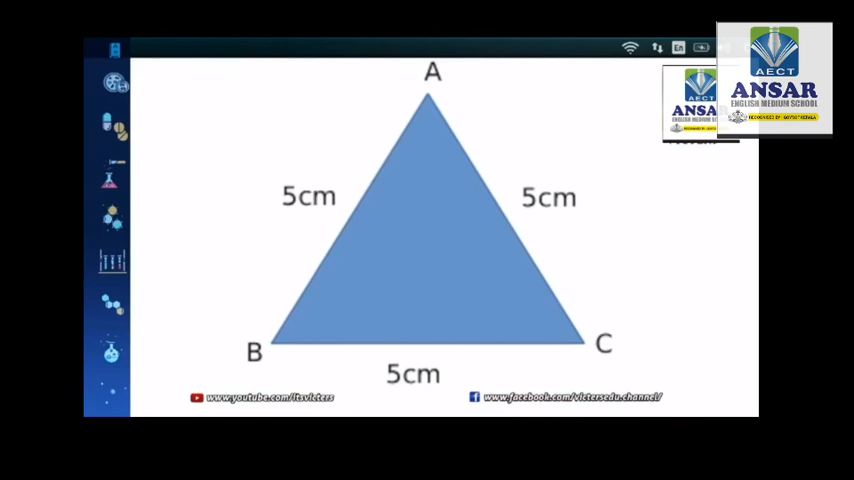 En
AECT
ANSAR
ENGLISH MEDIUM SCHOOL
A
AECT
ANSAR
5cm
5cm
B
C
5cm
www.youtube.com/itsvicters
www.facebook.com/victersedu.channel/